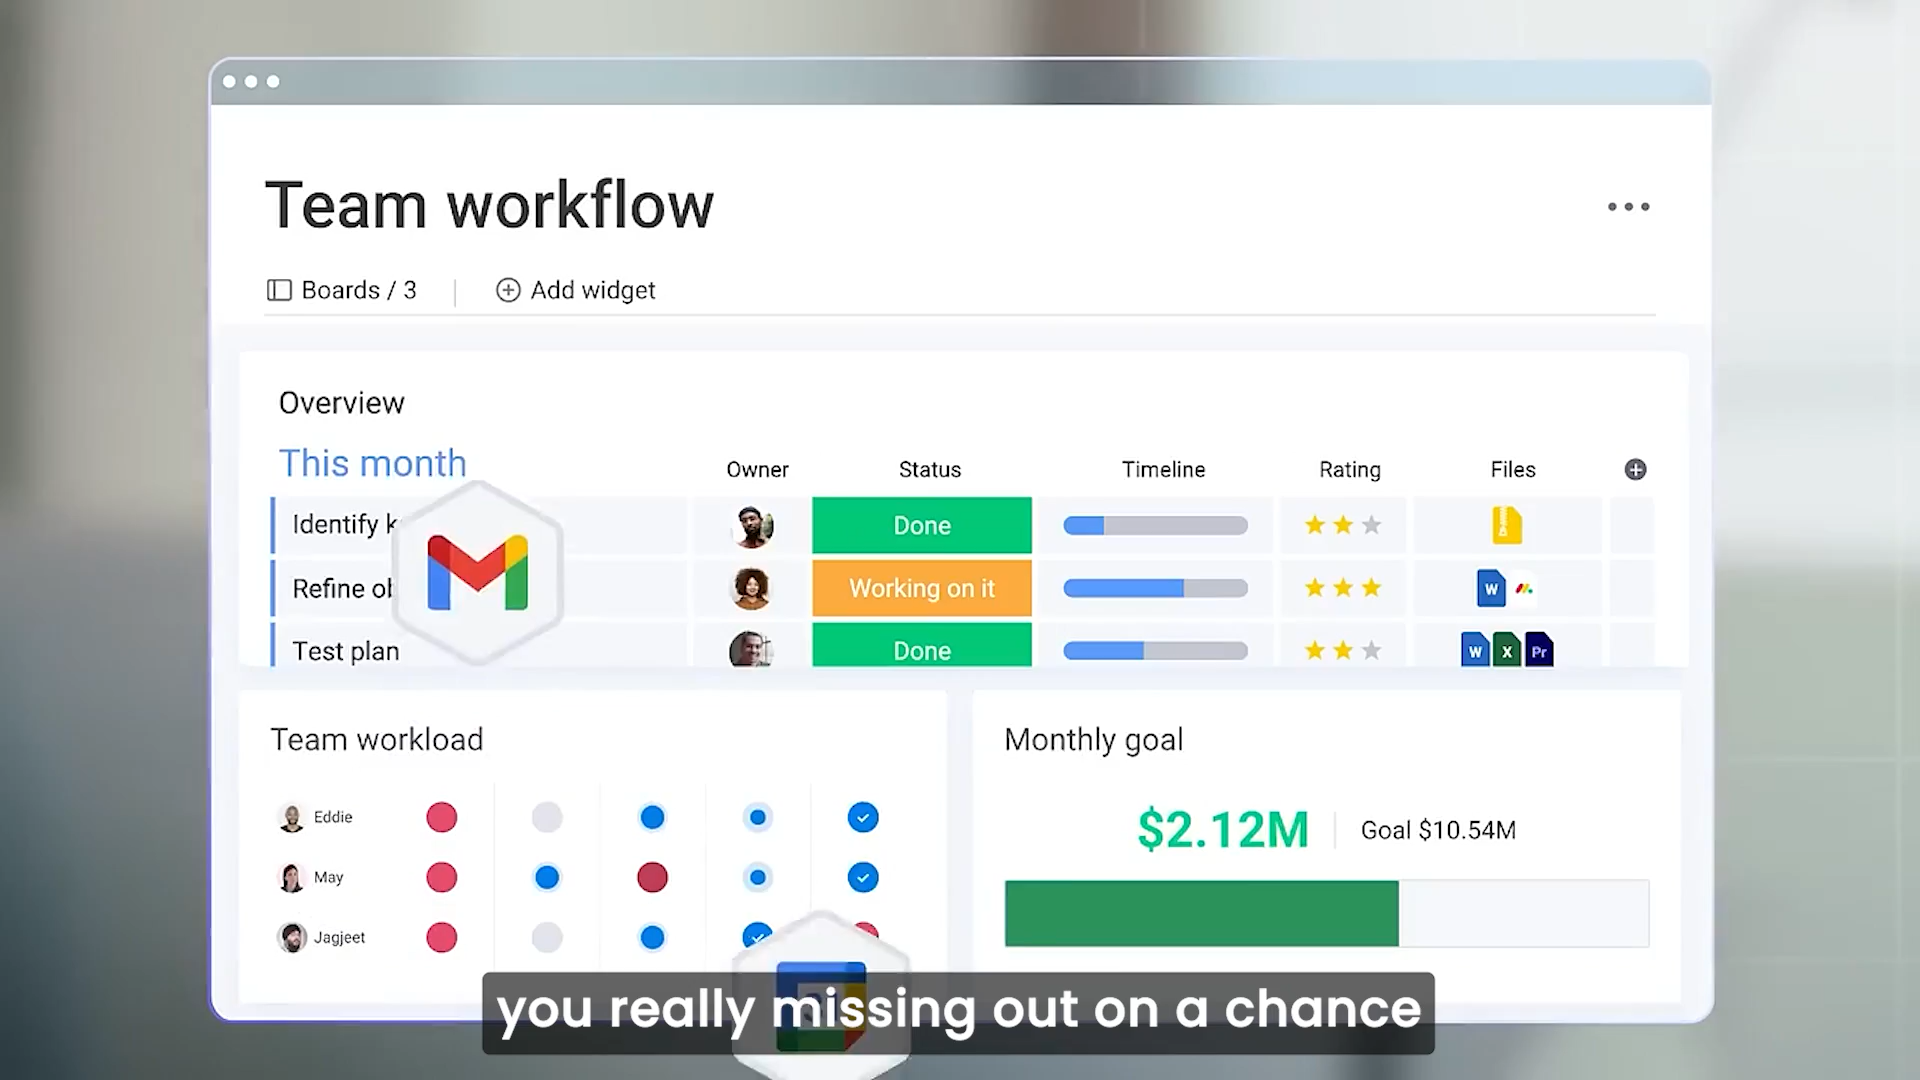 Team workflow
Boards / 3
Add widget
Overview
This month
Owner Status Timeline Rating Files
Identify
Done
Refine
Working on it
W
Test plan
Done
W X Pr
Team workload
Eddie
May
Jagjeet
Monthly goal
$2.12M
Goal $10.54M
you really missing out on a chance